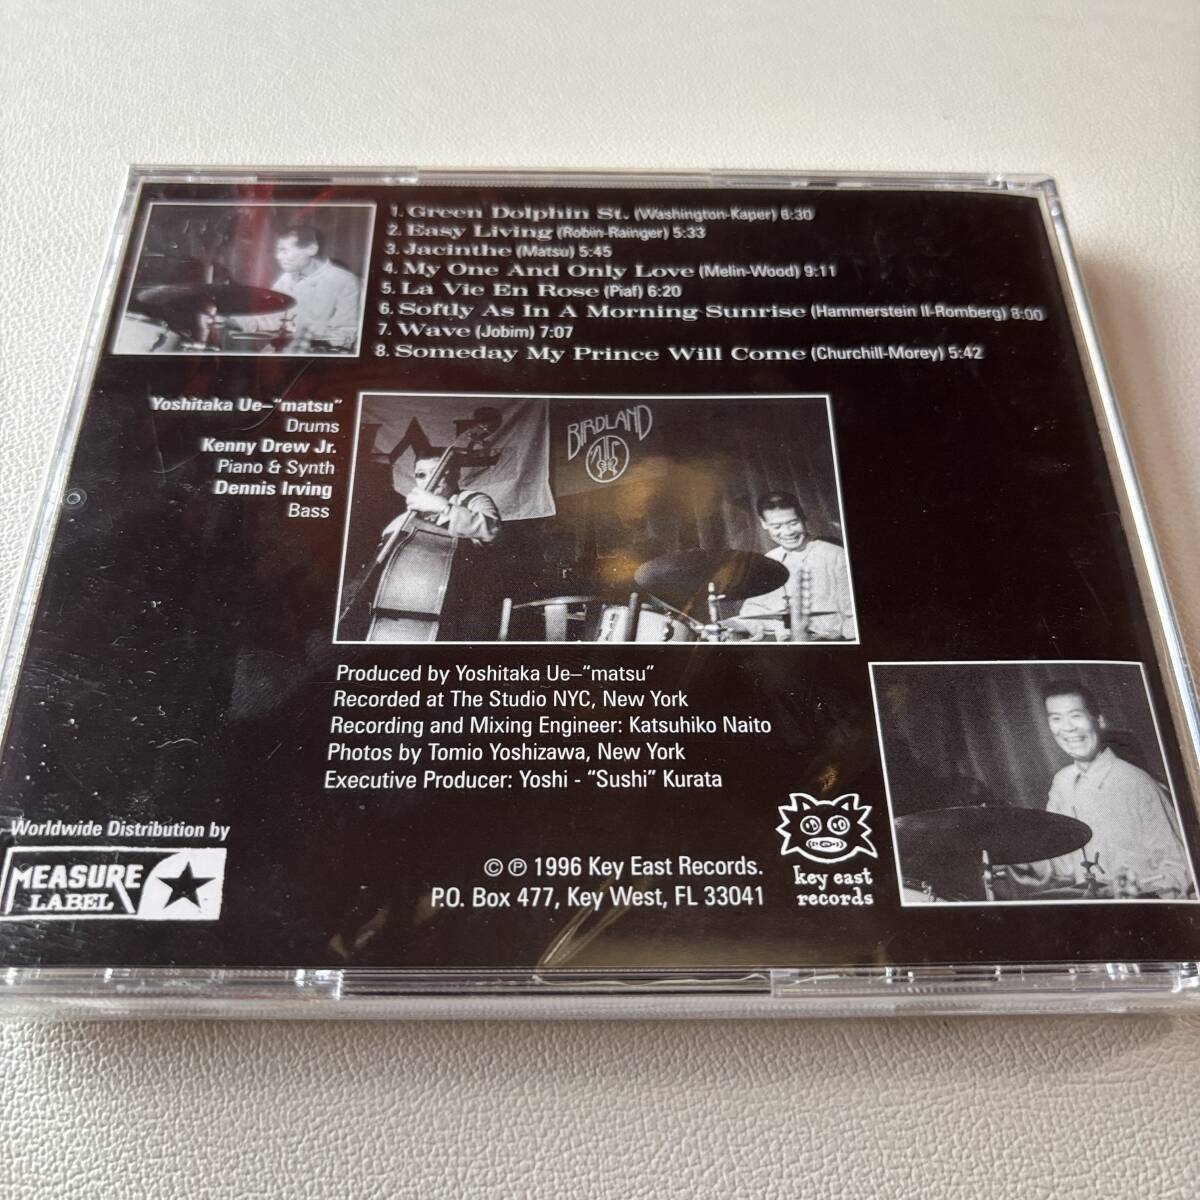 1. Green Dolphin St. (Washington-Kaper) 6:30
2. Easy Living (Robin-Rainger) 5:33
3. Jacinthe (Matsu) 5:45
4. My One And Only Love (Melin-Wood) 9:11
5. La Vie En Rose (Piaf) 6:20
6. Softly As In A Morning Sunrise (Hammerstein II-Romberg) 8:00
7. Wave (Jobim) 7:07
8. Someday My Prince Will Come (Churchill-Morey) 5:42
Yoshitaka Ue–"matsu"
Drums
Kenny Drew Jr.
Piano & Synth
Dennis Irving
Bass
BIRDLAND
Produced by Yoshitaka Ue–"matsu"
Recorded at The Studio NYC, New York
Recording and Mixing Engineer: Katsuhiko Naito
Photos by Tomio Yoshizawa, New York
Executive Producer: Yoshi - "Sushi" Kurata
Worldwide Distribution by
MEASURE
LABEL
© ℗ 1996 Key East Records.
P.O. Box 477, Key West, FL 33041
key east
records